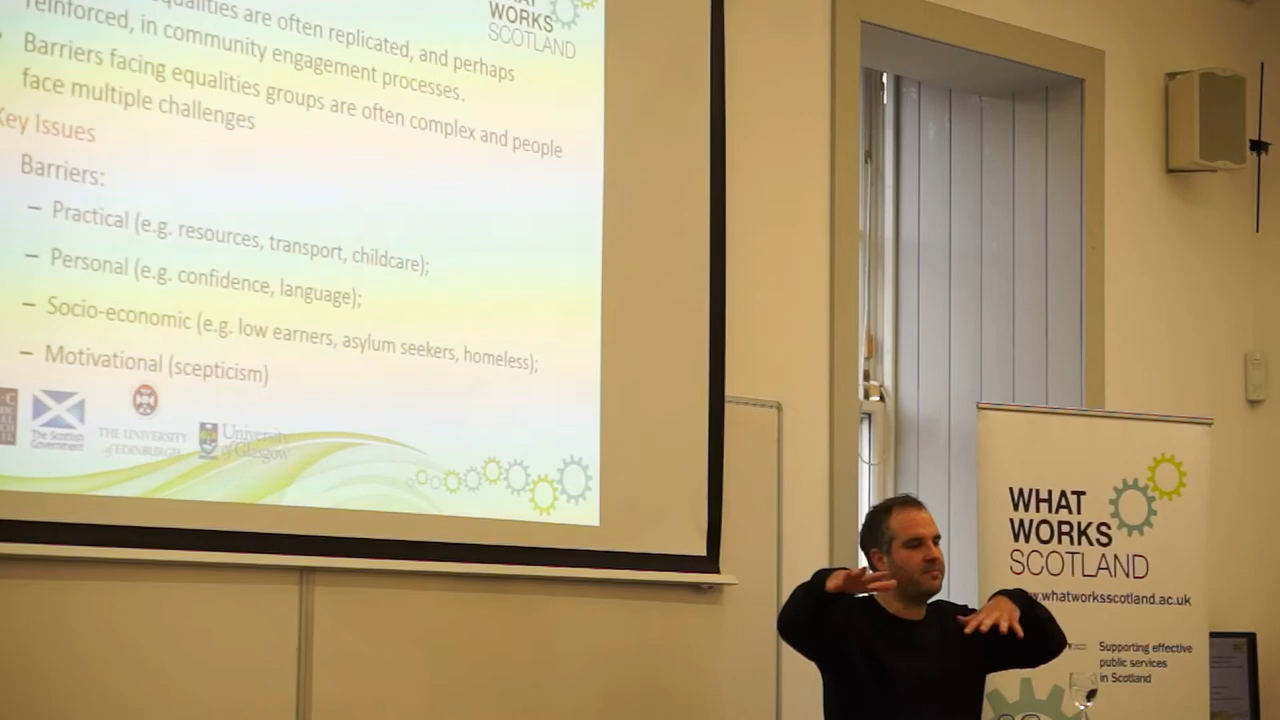 are often replicated, and perhaps
reinforced, in community engagement processes.
Barriers facing equalities groups are often complex and people
face multiple challenges
Key Issues
Barriers:
– Practical (e.g. resources, transport, childcare);
– Personal (e.g. confidence, language);
– Socio-economic (e.g. low earners, asylum seekers, homeless);
– Motivational (scepticism)
WHAT
WORKS
SCOTLAND
The Scottish
Government
THE UNIVERSITY
of EDINBURGH
University
of Glasgow
WHAT
WORKS
SCOTLAND
www.whatworksscotland.ac.uk
Supporting effective
public services
in Scotland